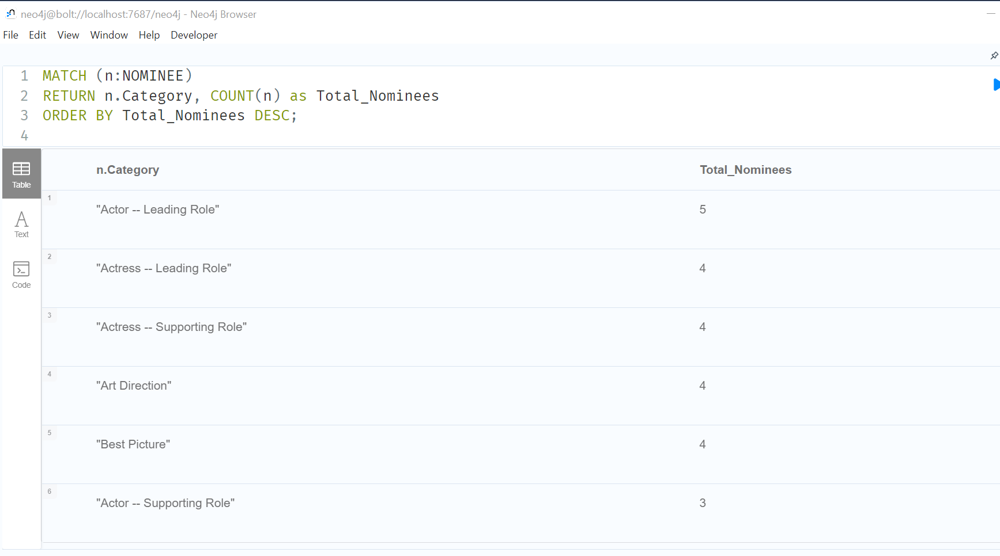 neo4j@bolt://localhost:7687/neo4j - Neo4j Browser
File Edit View Window Help Developer
1 MATCH (n:NOMINEE)
2 RETURN n.Category, COUNT(n) as Total_Nominees
3 ORDER BY Total_Nominees DESC;
4
Table
Text
Code
n.Category Total_Nominees
1 "Actor -- Leading Role" 5
2 "Actress -- Leading Role" 4
3 "Actress -- Supporting Role" 4
4 "Art Direction" 4
5 "Best Picture" 4
6 "Actor -- Supporting Role" 3